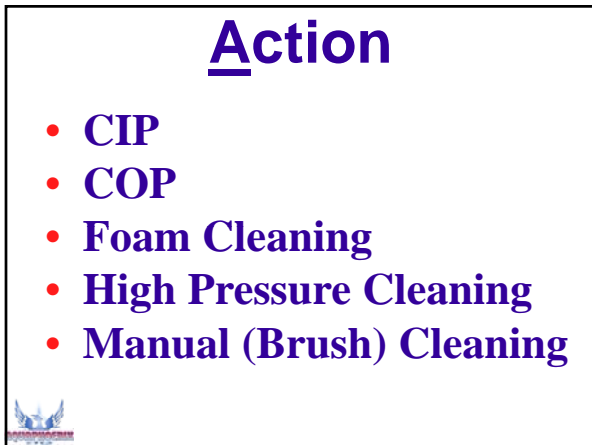 Action
• CIP
• COP
• Foam Cleaning
• High Pressure Cleaning
• Manual (Brush) Cleaning